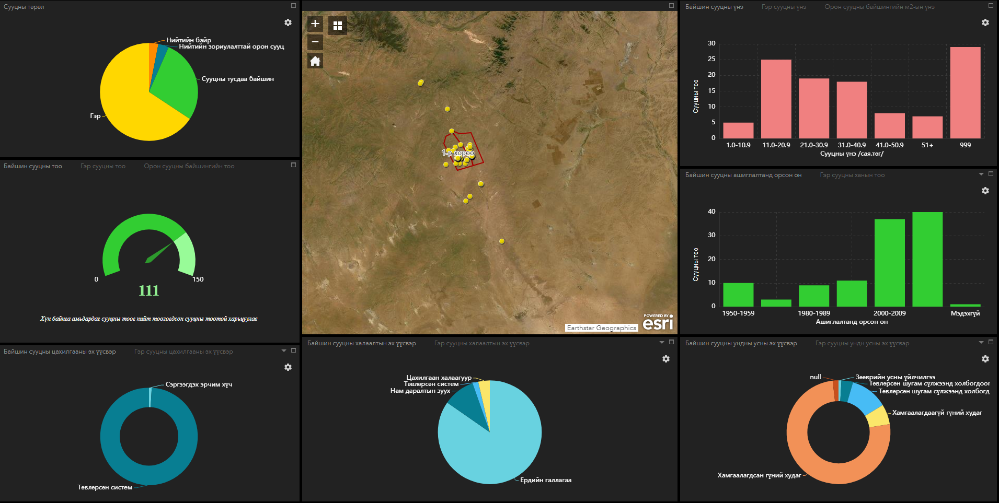 Сууцны төрөл
Нийтийн байр
Нийтийн зориулалттай орон сууц
Сууцны тусдаа байшин
Гэр
Байшин сууцны тоо
Гэр сууцны тоо
Орон сууцны байшингийн тоо
0
150
111
Хүн байнга амьдардаг сууцны тоог нийт тоологдсон сууцны тоотой харьцуулав
Байшин сууцны цахилгааны эх үүсвэр
Гэр сууцны цахилгааны эх үүсвэр
Сэргээгдэх эрчим хүч
Төвлөрсөн систем
1-р хороо
Earthstar Geographics
POWERED BY
esri
Байшин сууцны халаалтын эх үүсвэр
Гэр сууцны халаалтын эх үүсвэр
Цахилгаан халаагуур
Төвлөрсөн систем
Нам даралтын зуух
Ердийн галлагаа
Байшин сууцны үнэ
Гэр сууцны үнэ
Орон сууцны байшингийн м2-ын үнэ
30
25
20
15
10
5
0
Сууцны тоо
1.0-10.9
11.0-20.9
21.0-30.9
31.0-40.9
41.0-50.9
51+
999
Сууцны үнэ /сая.төг/
Байшин сууцны ашиглалтанд орсон он
Гэр сууцны ханын тоо
40
30
20
10
0
Сууцны тоо
1950-1959
1980-1989
2000-2009
Мэдэхгүй
Ашиглалтанд орсон он
Байшин сууцны ундны усны эх үүсвэр
Гэр сууцны ундн усны эх үүсвэр
null
Зөөврийн усны үйлчилгээ
Төвлөрсөн шугам сүлжээнд холбогдоог
Төвлөрсөн шугам сүлжээнд холбогд
Хамгаалагдаагүй гүний худаг
Хамгаалагдсан гүний худаг